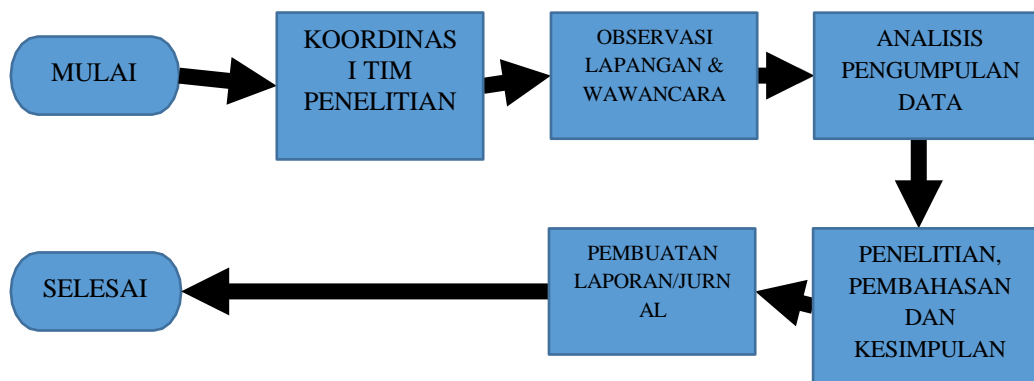 MULAI
KOORDINAS
I TIM
PENELITIAN
OBSERVASI
LAPANGAN &
WAWANCARA
ANALISIS
PENGUMPULAN
DATA
PENELITIAN,
PEMBAHASAN
DAN
KESIMPULAN
PEMBUATAN
LAPORAN/JURN
AL
SELESAI